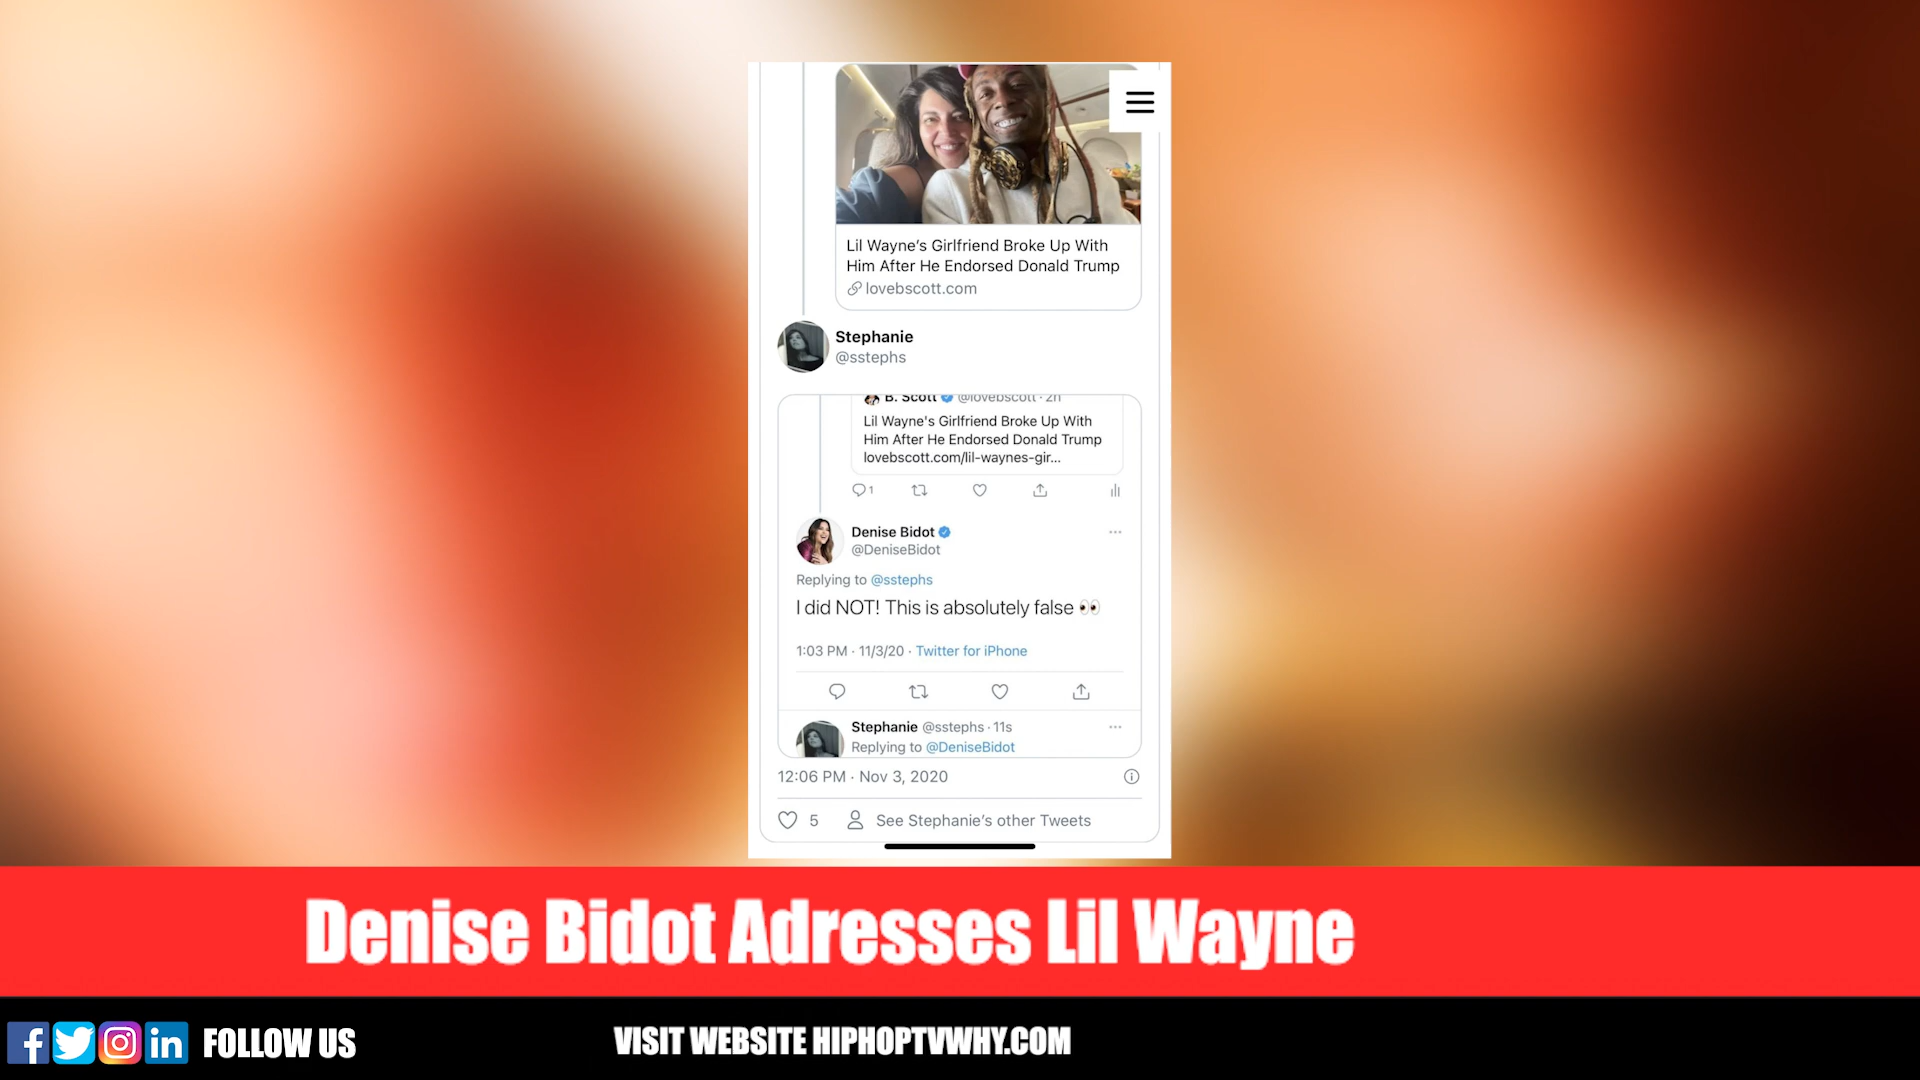 Lil Wayne's Girlfriend Broke Up With
Him After He Endorsed Donald Trump
lovebscott.com
Stephanie
@sstephs
B. Scott @lovebscott · 2h
Lil Wayne's Girlfriend Broke Up With
Him After He Endorsed Donald Trump
lovebscott.com/lil-waynes-gir...
1
Denise Bidot
@DeniseBidot
Replying to @sstephs
I did NOT! This is absolutely false 👀
1:03 PM · 11/3/20 · Twitter for iPhone
Stephanie @sstephs · 11s
Replying to @DeniseBidot
12:06 PM · Nov 3, 2020
5 See Stephanie's other Tweets
Denise Bidot Adresses Lil Wayne
FOLLOW US
VISIT WEBSITE HIPHOPTVWHY.COM